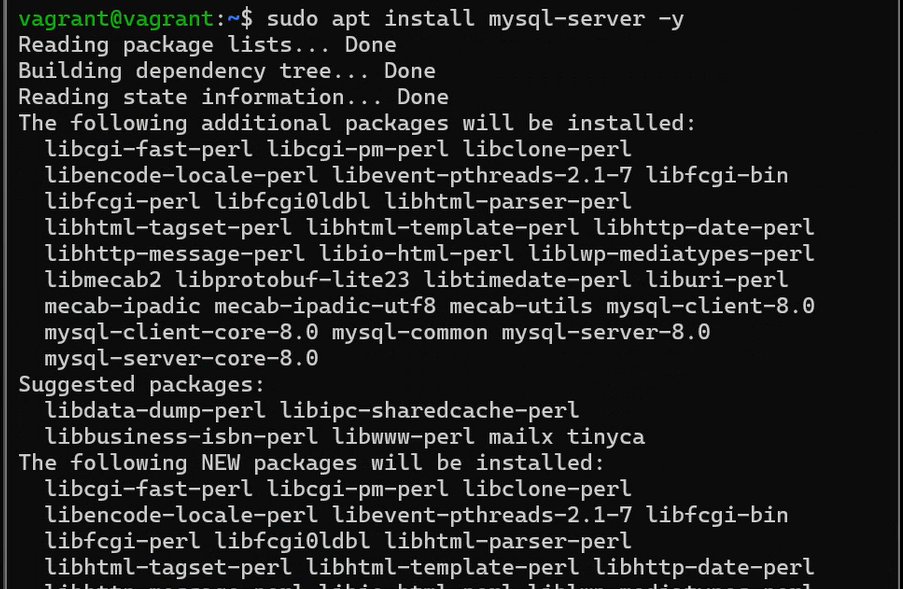 vagrant@vagrant:~$ sudo apt install mysql-server -y
Reading package lists... Done
Building dependency tree... Done
Reading state information... Done
The following additional packages will be installed:
  libcgi-fast-perl libcgi-pm-perl libclone-perl
  libencode-locale-perl libevent-pthreads-2.1-7 libfcgi-bin
  libfcgi-perl libfcgi0ldbl libhtml-parser-perl
  libhtml-tagset-perl libhtml-template-perl libhttp-date-perl
  libhttp-message-perl libio-html-perl liblwp-mediatypes-perl
  libmecab2 libprotobuf-lite23 libtimedate-perl liburi-perl
  mecab-ipadic mecab-ipadic-utf8 mecab-utils mysql-client-8.0
  mysql-client-core-8.0 mysql-common mysql-server-8.0
  mysql-server-core-8.0
Suggested packages:
  libdata-dump-perl libipc-sharedcache-perl
  libbusiness-isbn-perl libwww-perl mailx tinyca
The following NEW packages will be installed:
  libcgi-fast-perl libcgi-pm-perl libclone-perl
  libencode-locale-perl libevent-pthreads-2.1-7 libfcgi-bin
  libfcgi-perl libfcgi0ldbl libhtml-parser-perl
  libhtml-tagset-perl libhtml-template-perl libhttp-date-perl